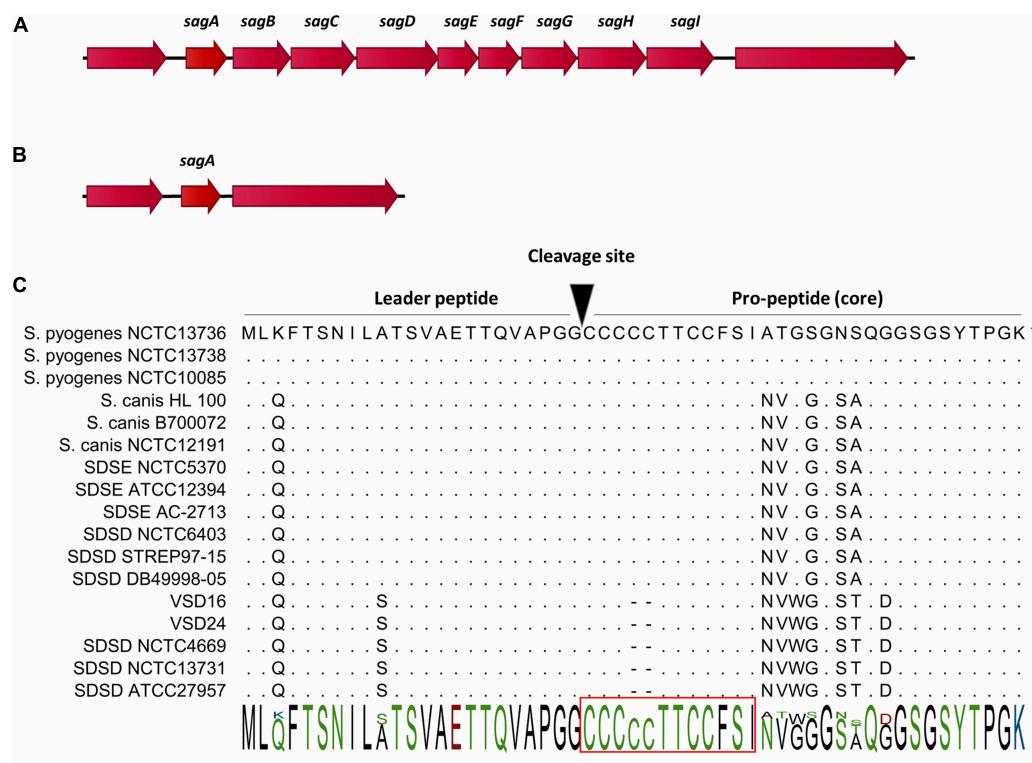 A
sagA sagB sagC sagD sagE sagF sagG sagH sagI
B
sagA
Cleavage site
C
Leader peptide Pro-peptide (core)
S. pyogenes NCTC13736 MLKFTSNILATSVAETTQVAPGGCCCCCTTCCFSIATGSGNSQGGSGSYTPGK
S. pyogenes NCTC13738 .....................................................
S. pyogenes NCTC10085 .....................................................
S. canis HL 100 ..Q................................NV.G.SA...........
S. canis B700072 ..Q................................NV.G.SA...........
S. canis NCTC12191 ..Q................................NV.G.SA...........
SDSE NCTC5370 ..Q................................NV.G.SA...........
SDSE ATCC12394 ..Q................................NV.G.SA...........
SDSE AC-2713 ..Q................................NV.G.SA...........
SDSD NCTC6403 ..Q................................NV.G.SA...........
SDSD STREP97-15 ..Q................................NV.G.SA...........
SDSD DB49998-05 ..Q................................NV.G.SA...........
VSD16 ..Q......S................--.......NVWG.ST.D.........
VSD24 ..Q......S................--.......NVWG.ST.D.........
SDSD NCTC4669 ..Q......S................--.......NVWG.ST.D.........
SDSD NCTC13731 ..Q......S................--.......NVWG.ST.D.........
SDSD ATCC27957 ..Q......S................--.......NVWG.ST.D.........
MLQFTSNILATSVAETTQVAPGGCCCCCTTCCFSINVGGGSAQGGSGSYTPGK